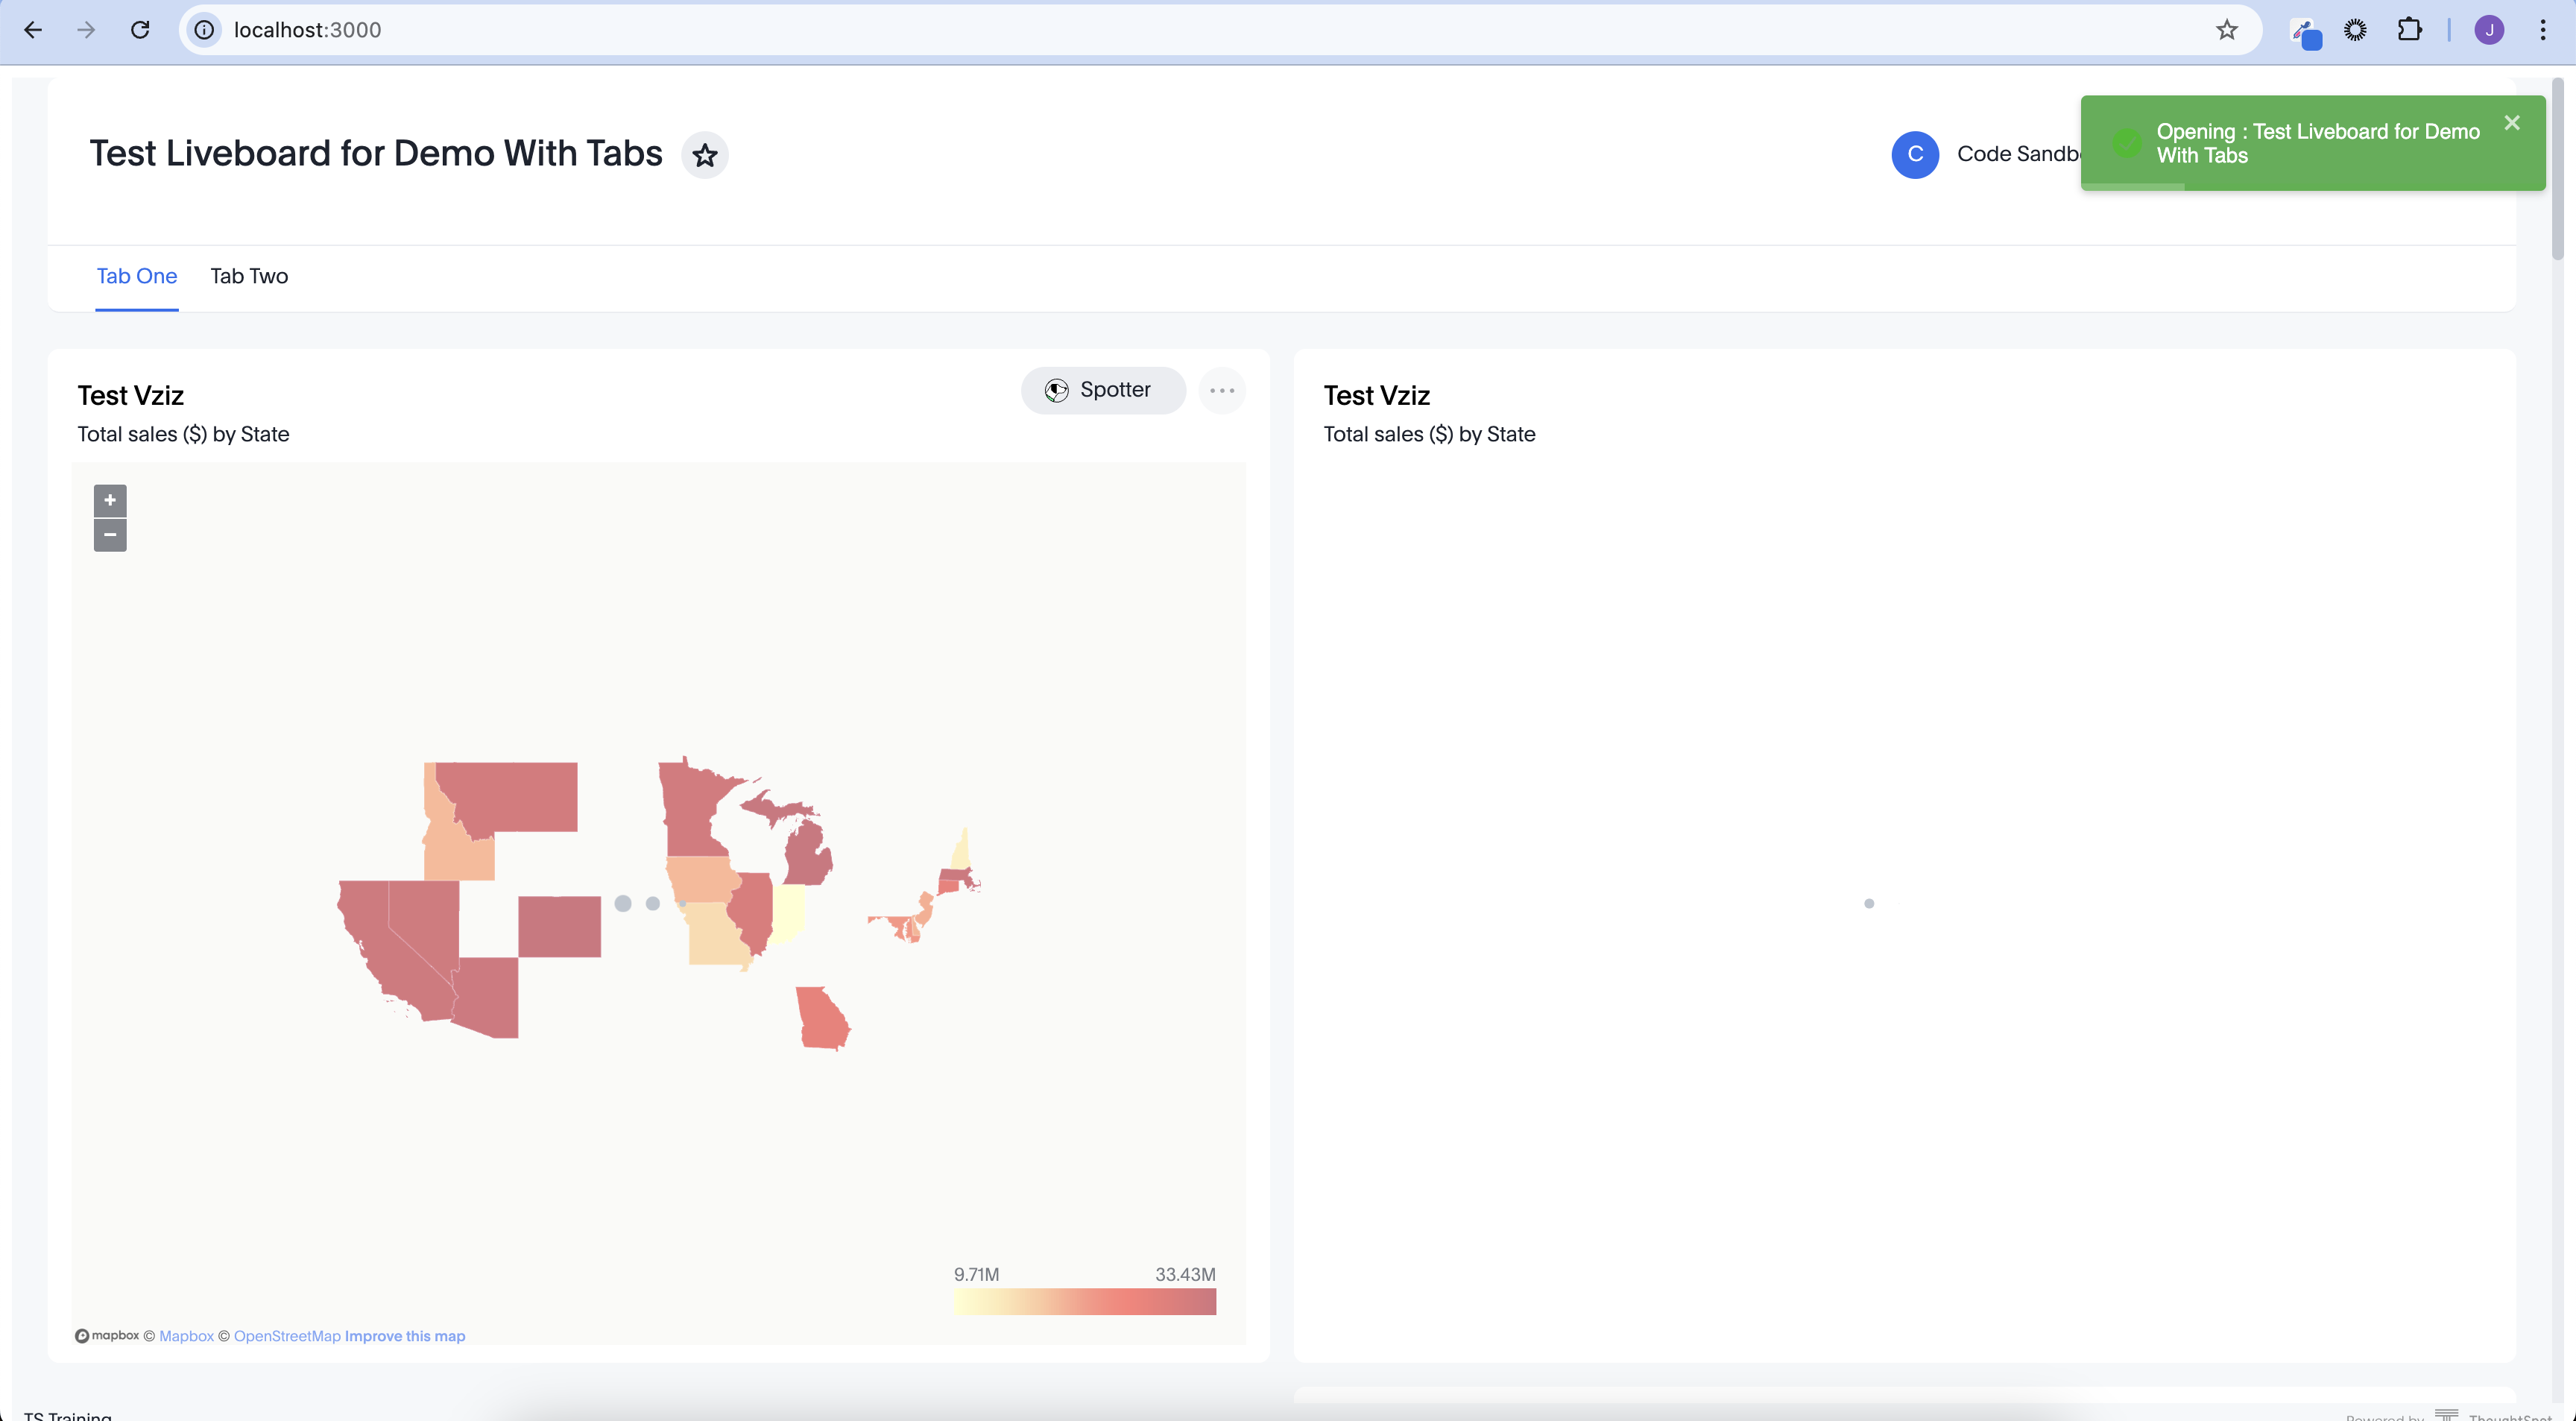 localhost:3000
J
Test Liveboard for Demo With Tabs
C
Code Sandb
Opening : Test Liveboard for Demo
With Tabs
Tab One
Tab Two
Test Vziz
Total sales ($) by State
Spotter
Test Vziz
Total sales ($) by State
+
−
9.71M
33.43M
mapbox © Mapbox © OpenStreetMap Improve this map
TS Training
Powered by
ThoughtSpot